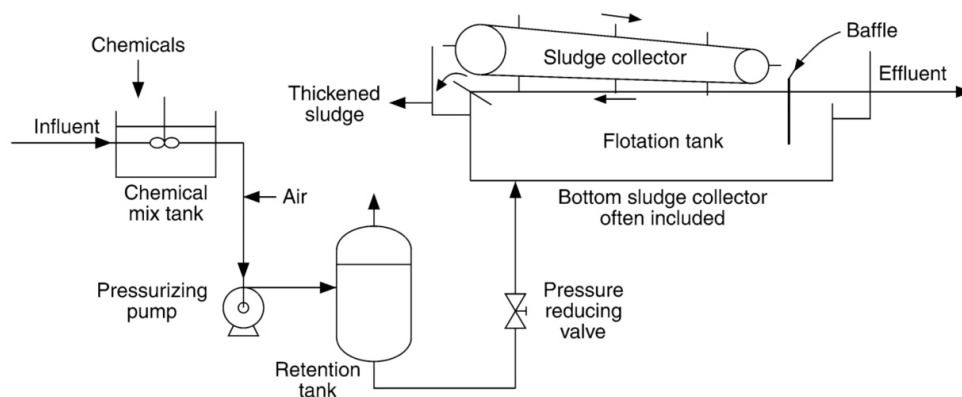 Chemicals
Influent
Chemical
mix tank
Air
Pressurizing
pump
Retention
tank
Pressure
reducing
valve
Thickened
sludge
Sludge collector
Baffle
Effluent
Flotation tank
Bottom sludge collector
often included